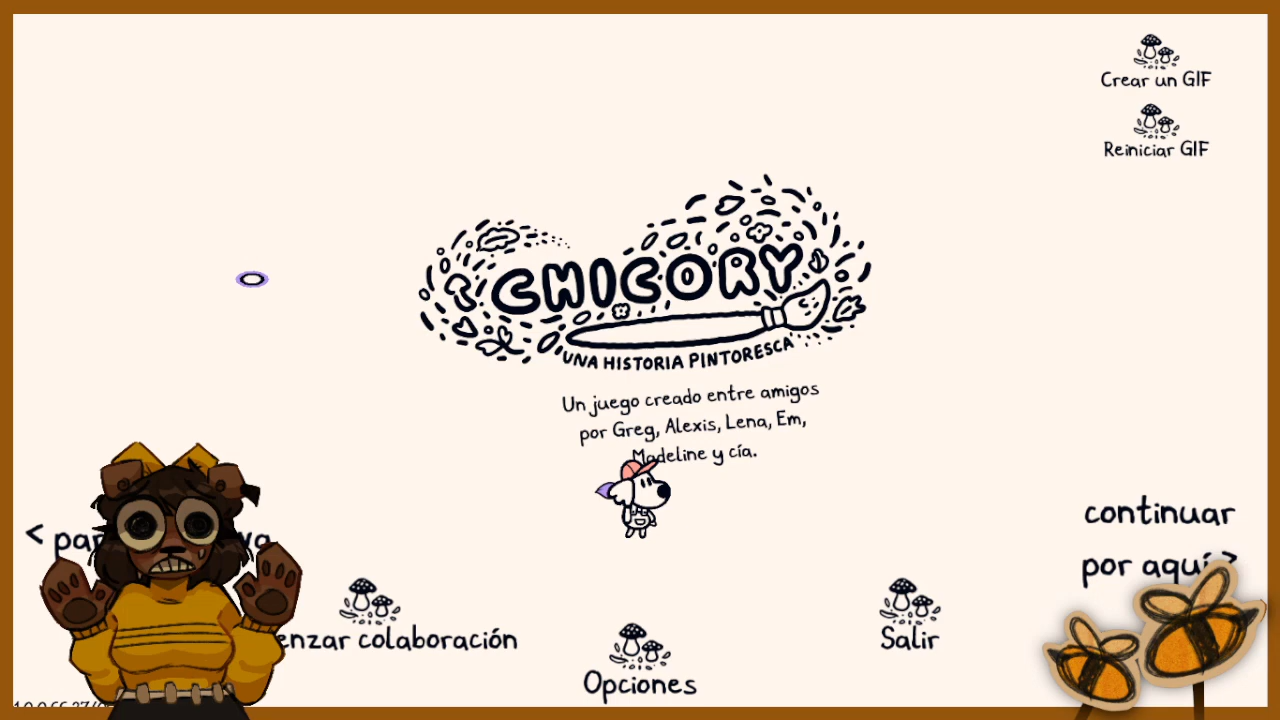 Crear un GIF
Reiniciar GIF
CHICORY
UNA HISTORIA PINTORESCA
Un juego creado entre amigos
por Greg, Alexis, Lena, Em,
Madeline y cía.
continuar
por aquí >
colaboración
Salir
Opciones